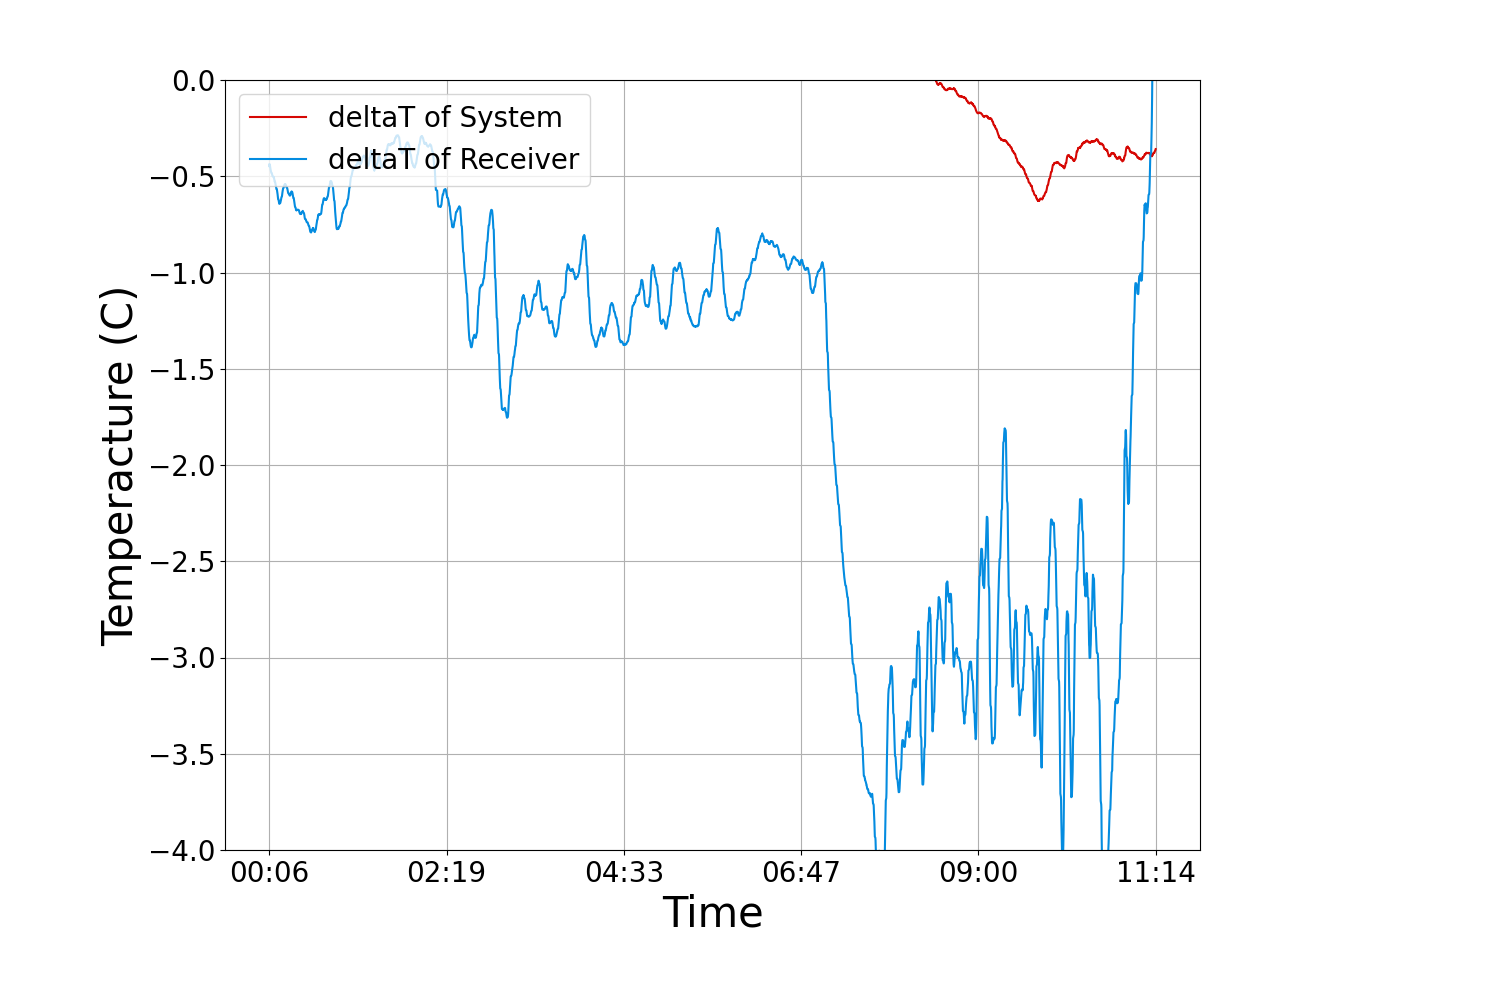 0.0
deltaT of System
deltaT of Receiver
−0.5
−1.0
−1.5
−2.0
−2.5
−3.0
−3.5
−4.0
Temperacture (C)
00:06 02:19 04:33 06:47 09:00 11:14
Time